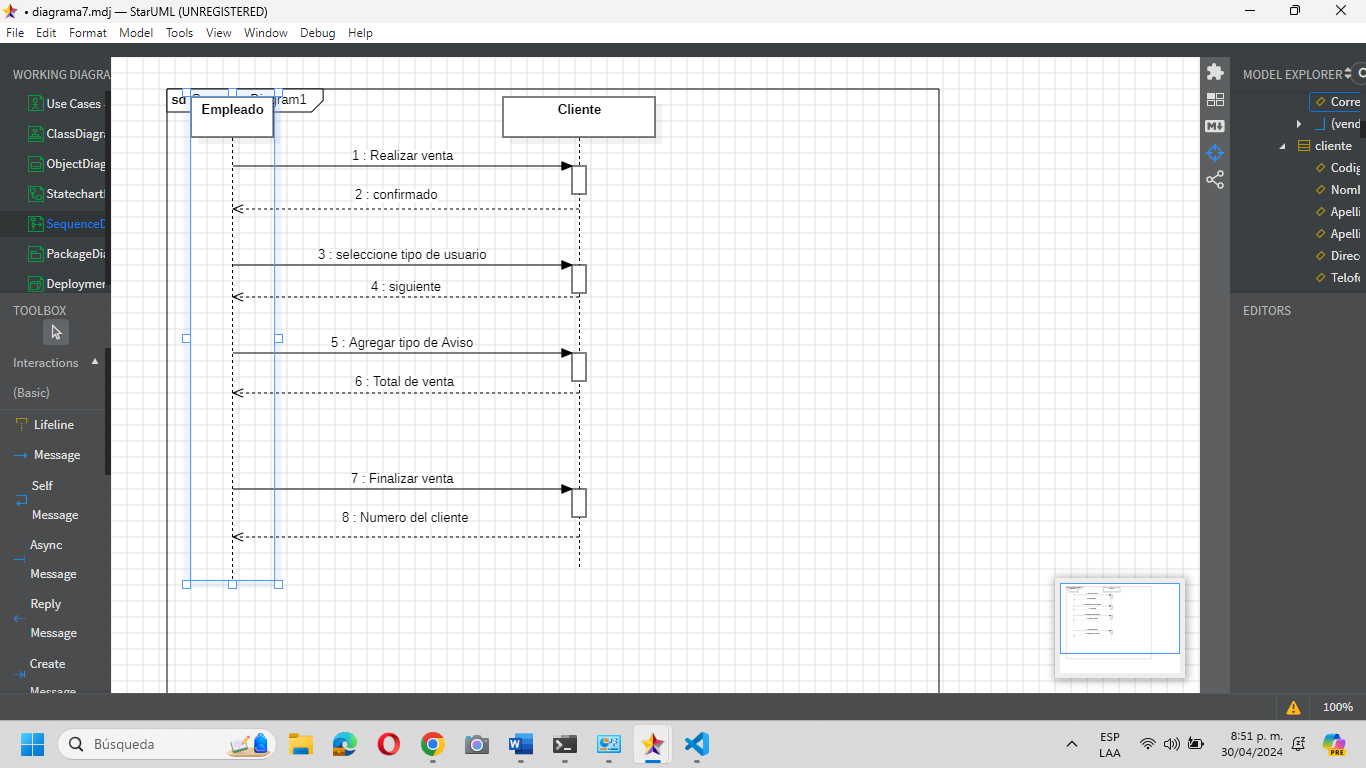 • diagrama7.mdj — StarUML (UNREGISTERED)
File Edit Format Model Tools View Window Debug Help
WORKING DIAGRA
Use Cases
ClassDiagra
ObjectDiag
Statechart
SequenceD
PackageDia
Deploymen
TOOLBOX
Interactions
(Basic)
Lifeline
Message
Self
Message
Async
Message
Reply
Message
Create
Message
sd
Diagram1
Empleado
Cliente
1 : Realizar venta
2 : confirmado
3 : seleccione tipo de usuario
4 : siguiente
5 : Agregar tipo de Aviso
6 : Total de venta
7 : Finalizar venta
8 : Numero del cliente
MODEL EXPLORER
Corre
(vend
cliente
Codig
Nomb
Apelli
Apelli
Direc
Telofo
EDITORS
100%
Búsqueda
ESP
LAA
8:51 p. m.
30/04/2024
PRE